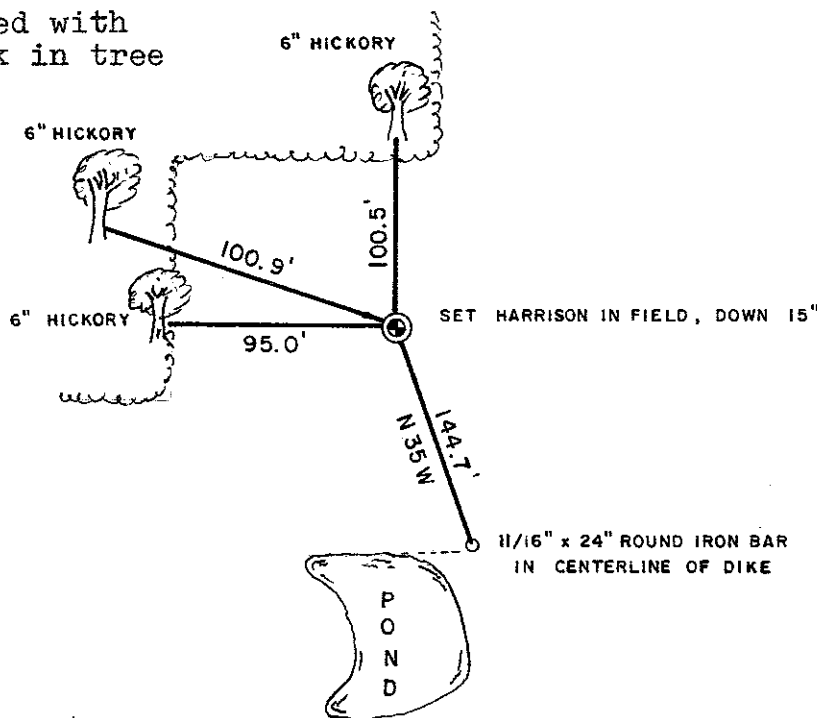 ed with
k in tree
6" HICKORY
6" HICKORY
100.5'
100.9'
6" HICKORY
95.0'
SET HARRISON IN FIELD, DOWN 15"
144.7'
N 35 W
11/16" x 24" ROUND IRON BAR
IN CENTERLINE OF DIKE
POND